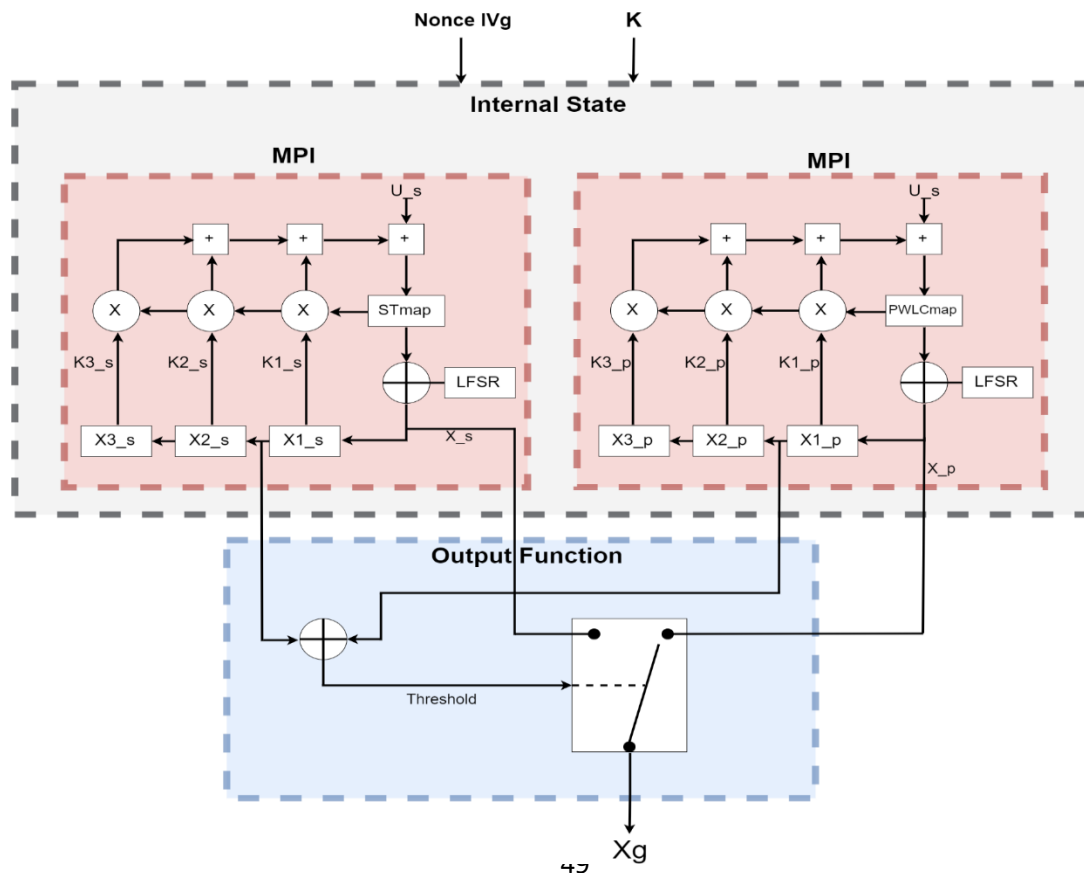 Nonce IVg
K
Internal State
MPI
U_s
+
+
+
X
X
X
STmap
K3_s
K2_s
K1_s
LFSR
X3_s
X2_s
X1_s
X_s
MPI
U_s
+
+
+
X
X
X
PWLCmap
K3_p
K2_p
K1_p
LFSR
X3_p
X2_p
X1_p
X_p
Output Function
Threshold
Xg
49